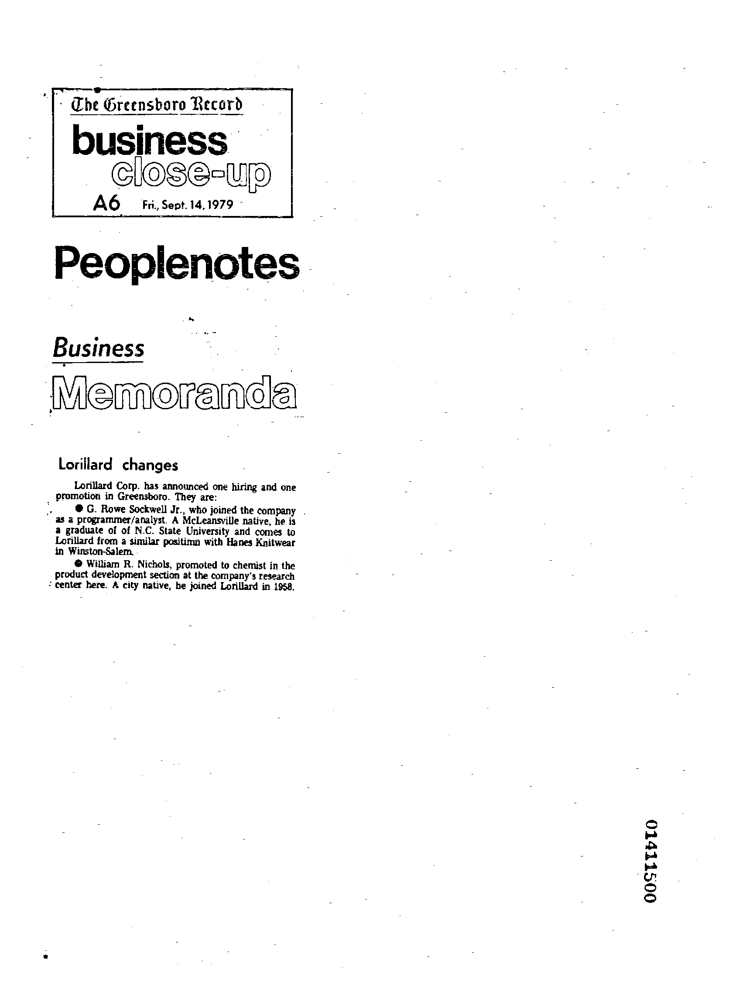 The Greensboro Record
business
close-up
A6 Fri., Sept. 14, 1979
Peoplenotes
Business
Memoranda
Lorillard changes
Lorillard Corp. has announced one hiring and one
promotion in Greensboro. They are:
● G. Rowe Sockwell Jr., who joined the company
as a programmer/analyst. A McLeansville native, he is
a graduate of of N.C. State University and comes to
Lorillard from a similar positimn with Hanes Knitwear
in Winston-Salem.
● William R. Nichols, promoted to chemist in the
product development section at the company's research
center here. A city native, he joined Lorillard in 1958.
01411500